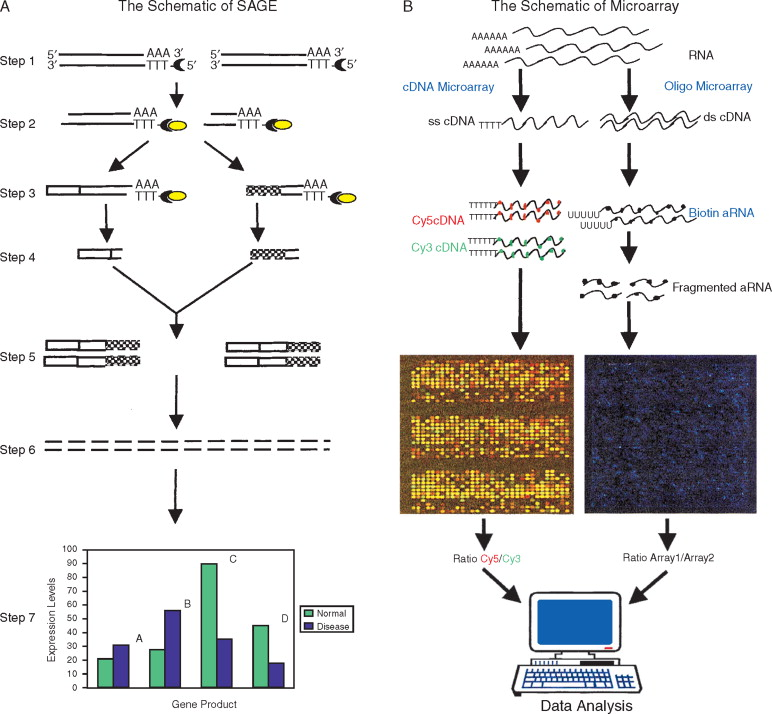 A
The Schematic of SAGE
Step 1
5′ AAA 3′
3′ TTT 5′
5′ AAA 3′
3′ TTT 5′
Step 2
AAA
TTT
AAA
TTT
Step 3
AAA
TTT
AAA
TTT
Step 4
Step 5
Step 6
Step 7
Expression Levels
100
90
80
70
60
50
40
30
20
10
0
A
B
C
D
Normal
Disease
Gene Product
B
The Schematic of Microarray
AAAAAA
AAAAAA
AAAAAA
RNA
cDNA Microarray
Oligo Microarray
ss cDNA
TTTT
ds cDNA
Cy5cDNA
TTTTT
TTTTT
Cy3 cDNA
TTTTT
TTTTT
UUUUU
UUUUU
Biotin aRNA
Fragmented aRNA
Ratio Cy5/Cy3
Ratio Array1/Array2
Data Analysis